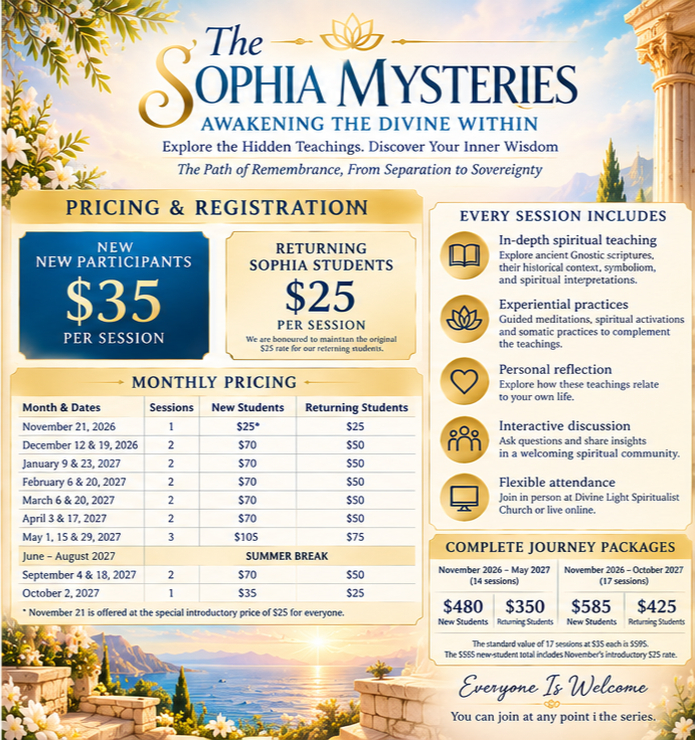 The
SOPHIA MYSTERIES
AWAKENING THE DIVINE WITHIN
Explore the Hidden Teachings. Discover Your Inner Wisdom
The Path of Remembrance, From Separation to Sovereignty
PRICING & REGISTRATION
NEW
NEW PARTICIPANTS
$35
PER SESSION
RETURNING
SOPHIA STUDENTS
$25
PER SESSION
We are honoured to mainttan the original
$25 rate for our returning students.
MONTHLY PRICING
Month & Dates Sessions New Students Returning Students
November 21, 2026 1 $25* $25
December 12 & 19, 2026 2 $70 $50
January 9 & 23, 2027 2 $70 $50
February 6 & 20, 2027 2 $70 $50
March 6 & 20, 2027 2 $70 $50
April 3 & 17, 2027 2 $70 $50
May 1, 15 & 29, 2027 3 $105 $75
June – August 2027 SUMMER BREAK
September 4 & 18, 2027 2 $70 $50
October 2, 2027 1 $35 $25
* November 21 is offered at the special introductory price of $25 for everyone.
EVERY SESSION INCLUDES
In-depth spiritual teaching
Explore ancient Gnostic scriptures,
their historical context, symboliom,
and spiritual interpretations.
Experiential practices
Guided meditations, spiritual activations
and somatic practices to complement
the teachings.
Personal reflection
Explore how these teachings relate
to your own life.
Interactive discussion
Ask questions and share insights
in a welcoming spiritual community.
Flexible attendance
Join in person at Divine Light Spiritualist
Church or live online.
COMPLETE JOURNEY PACKAGES
November 2026 – May 2027
(14 sessions)
$480
New Students
$350
Returning Students
November 2026 – October 2027
(17 sessions)
$585
New Students
$425
Returning Students
The standard value of 17 sessions at $35 each is $595.
The $585 new-student total includes November's introductory $25 rate.
Everyone Is Welcome
You can join at any point i the series.